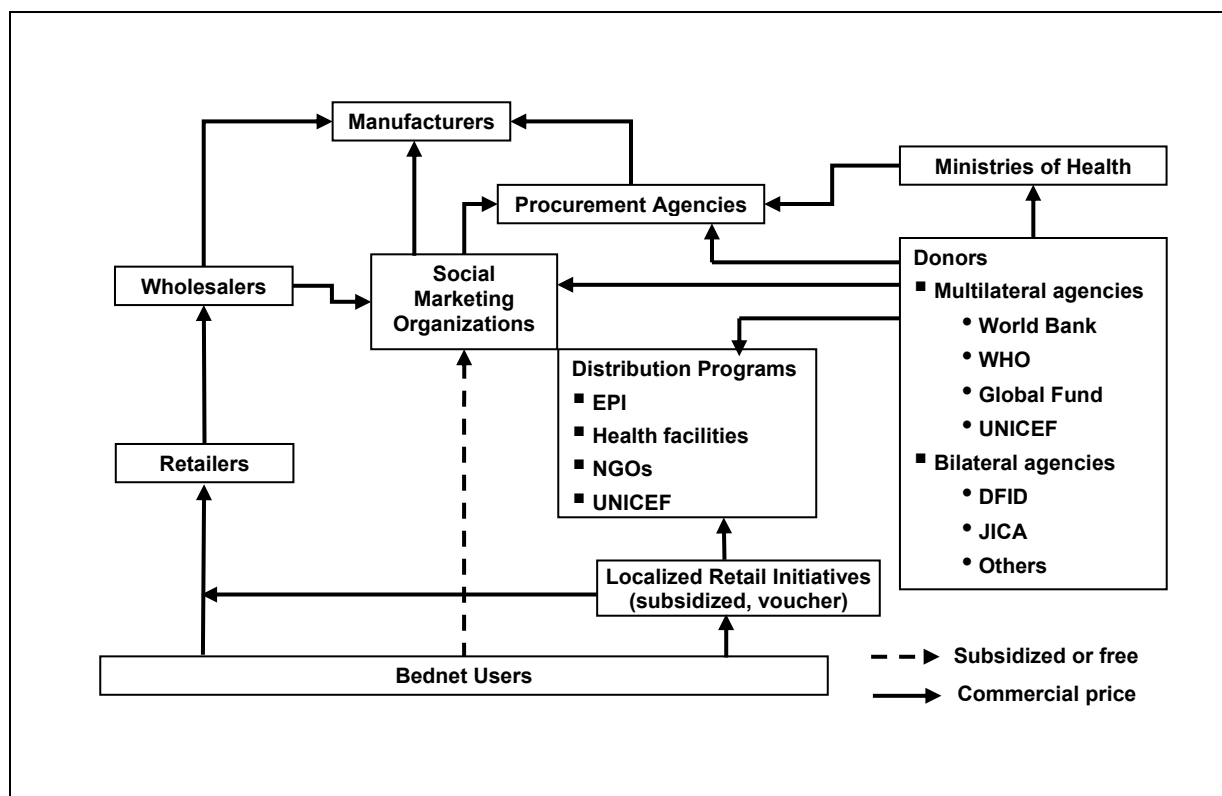 Manufacturers
Ministries of Health
Procurement Agencies
Donors
▪ Multilateral agencies
• World Bank
• WHO
• Global Fund
• UNICEF
▪ Bilateral agencies
• DFID
• JICA
• Others
Wholesalers
Social
Marketing
Organizations
Distribution Programs
▪ EPI
▪ Health facilities
▪ NGOs
▪ UNICEF
Retailers
Localized Retail Initiatives
(subsidized, voucher)
Bednet Users
Subsidized or free
Commercial price